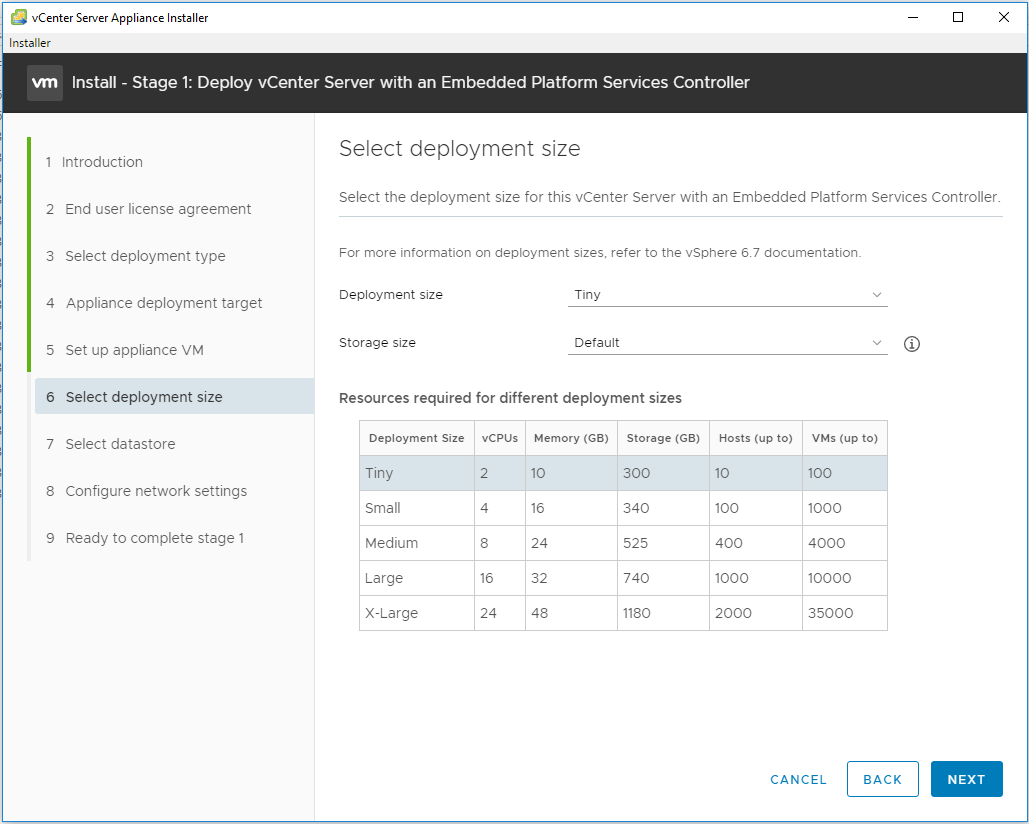 vCenter Server Appliance Installer
Installer
vm Install - Stage 1: Deploy vCenter Server with an Embedded Platform Services Controller
1 Introduction
2 End user license agreement
3 Select deployment type
4 Appliance deployment target
5 Set up appliance VM
6 Select deployment size
7 Select datastore
8 Configure network settings
9 Ready to complete stage 1
Select deployment size
Select the deployment size for this vCenter Server with an Embedded Platform Services Controller.
For more information on deployment sizes, refer to the vSphere 6.7 documentation.
Deployment size Tiny
Storage size Default
Resources required for different deployment sizes
Deployment Size vCPUs Memory (GB) Storage (GB) Hosts (up to) VMs (up to)
Tiny 2 10 300 10 100
Small 4 16 340 100 1000
Medium 8 24 525 400 4000
Large 16 32 740 1000 10000
X-Large 24 48 1180 2000 35000
CANCEL BACK NEXT